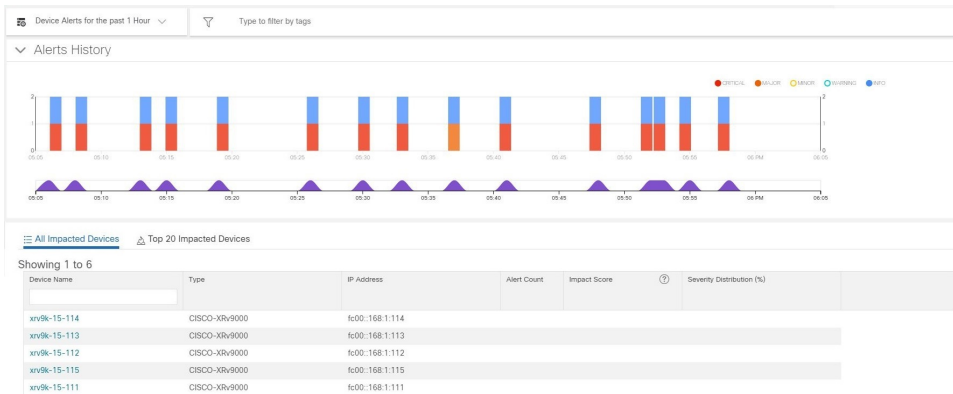 Device Alerts for the past 1 Hour Type to filter by tags
Alerts History
CRITICAL MAJOR MINOR WARNING INFO
2 2
1 1
0 0
05:05 05:10 05:15 05:20 05:25 05:30 05:35 05:40 05:45 05:50 05:55 06 PM 06:05
05:05 05:10 05:15 05:20 05:25 05:30 05:35 05:40 05:45 05:50 05:55 06 PM 06:05
All Impacted Devices Top 20 Impacted Devices
Showing 1 to 6
Device Name Type IP Address Alert Count Impact Score ? Severity Distribution (%)
xrv9k-15-114 CISCO-XRv9000 fc00::168:1:114
xrv9k-15-113 CISCO-XRv9000 fc00::168:1:113
xrv9k-15-112 CISCO-XRv9000 fc00::168:1:112
xrv9k-15-115 CISCO-XRv9000 fc00::168:1:115
xrv9k-15-111 CISCO-XRv9000 fc00::168:1:111